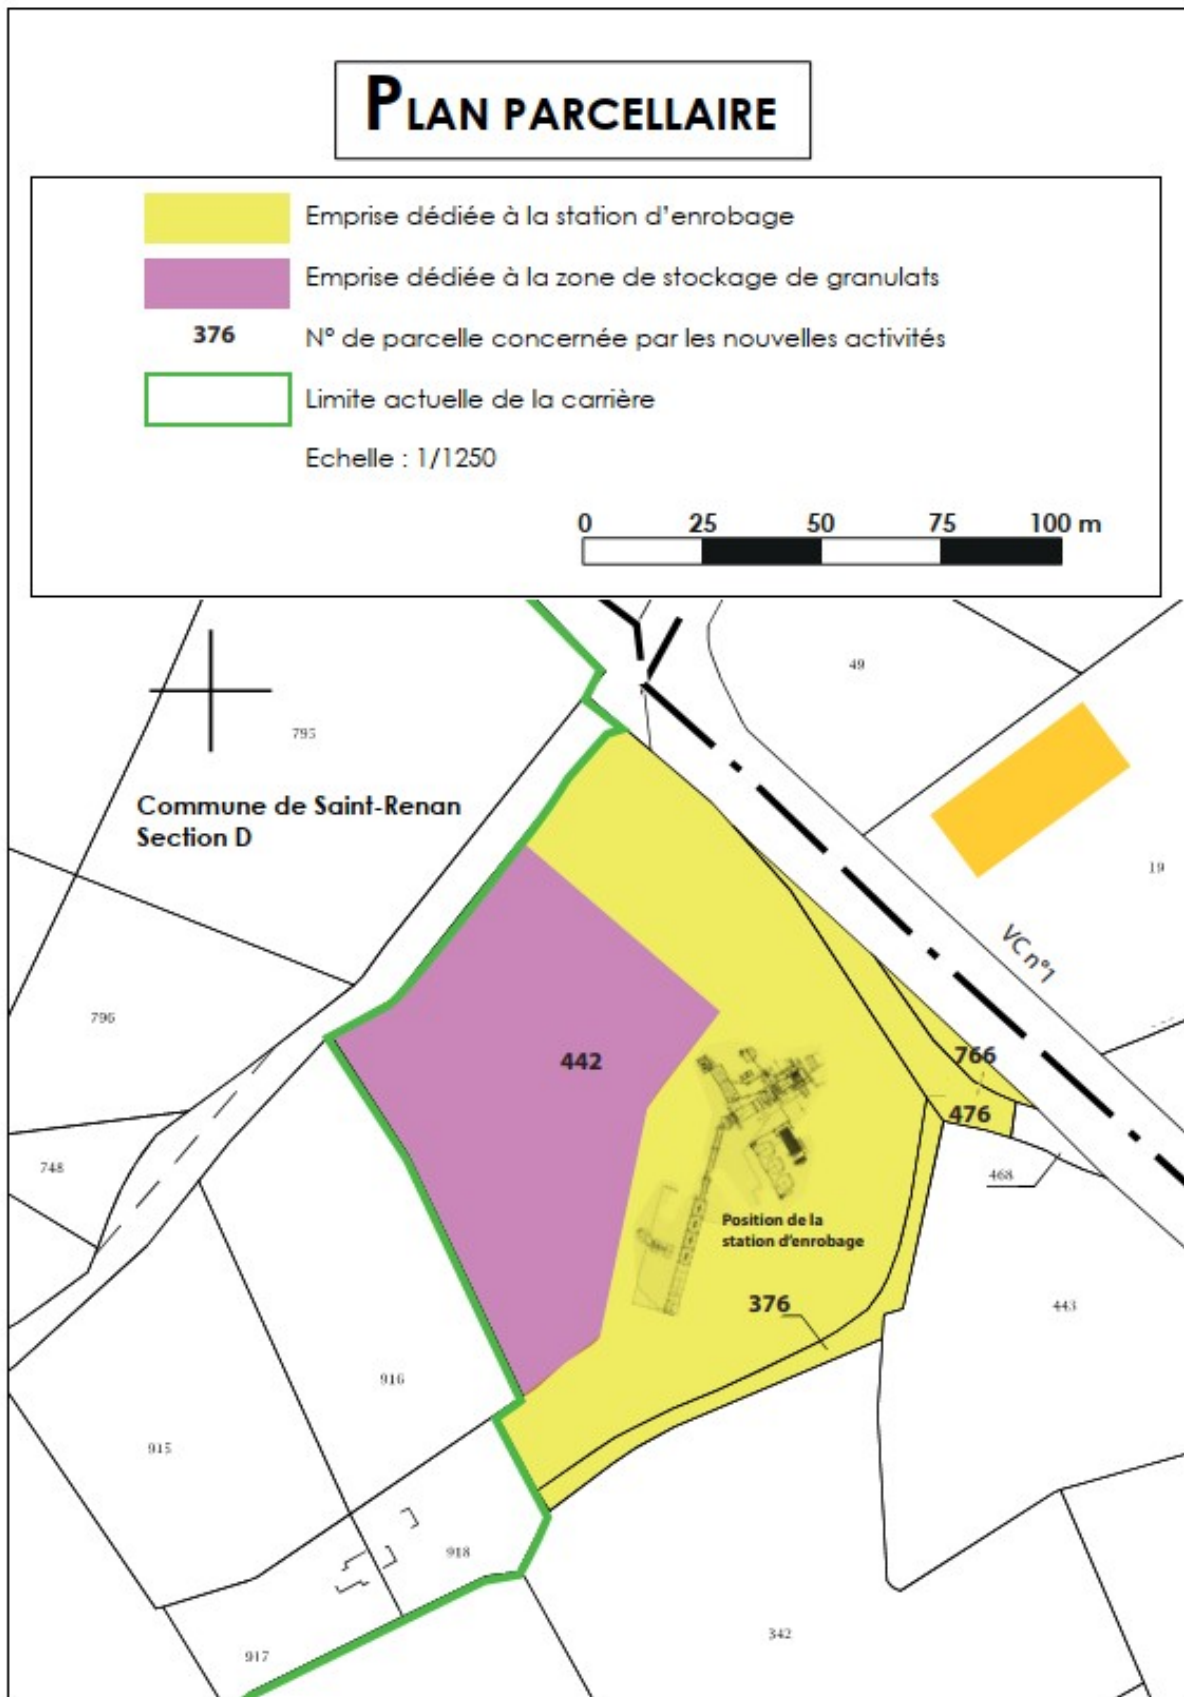 PLAN PARCELLAIRE
Emprise dédiée à la station d'enrobage
Emprise dédiée à la zone de stockage de granulats
376
N° de parcelle concernée par les nouvelles activités
Limite actuelle de la carrière
Echelle : 1/1250
0 25 50 75 100 m
49
795
Commune de Saint-Renan
Section D
19
VC n°1
796
442
766
476
748
468
Position de la
station d'enrobage
376
443
916
915
918
342
917